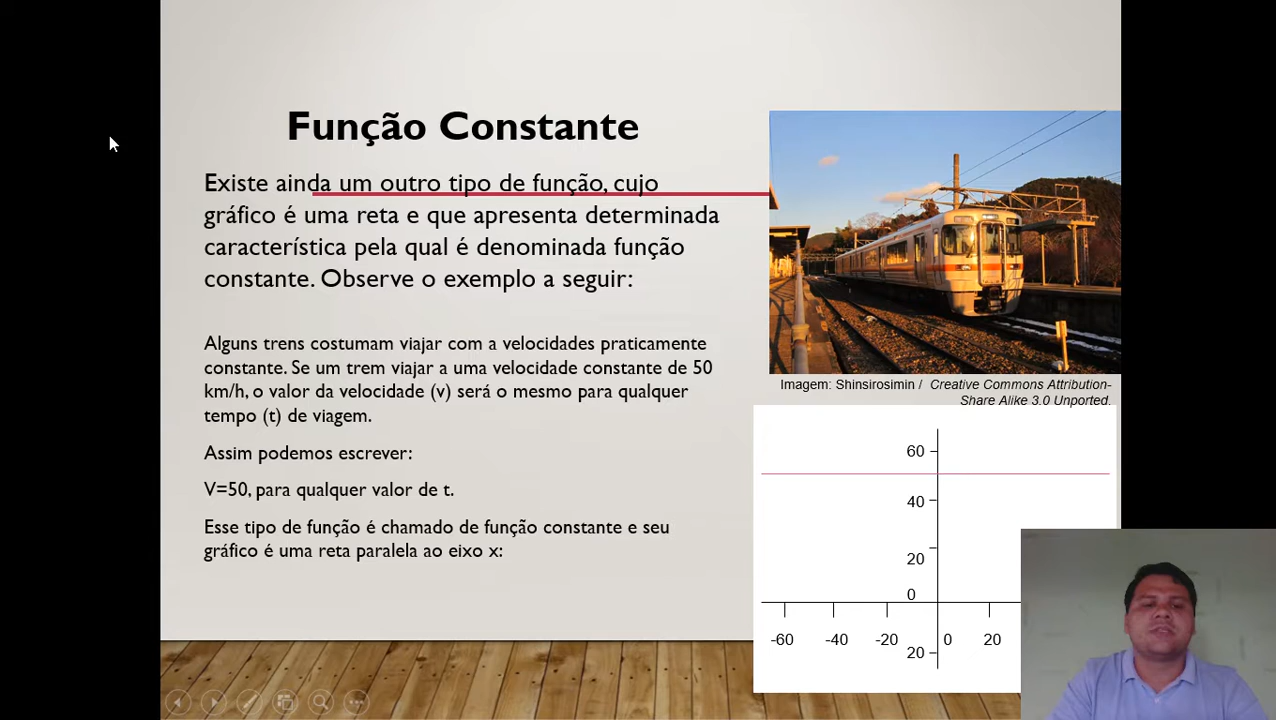 Função Constante
Existe ainda um outro tipo de função, cujo
gráfico é uma reta e que apresenta determinada
característica pela qual é denominada função
constante. Observe o exemplo a seguir:
Alguns trens costumam viajar com a velocidades praticamente
constante. Se um trem viajar a uma velocidade constante de 50
km/h, o valor da velocidade (v) será o mesmo para qualquer
tempo (t) de viagem.
Assim podemos escrever:
V=50, para qualquer valor de t.
Esse tipo de função é chamado de função constante e seu
gráfico é uma reta paralela ao eixo x:
Imagem: Shinsirosimin / Creative Commons Attribution-
Share Alike 3.0 Unported.
60
40
20
0
-60 -40 -20 0 20
20